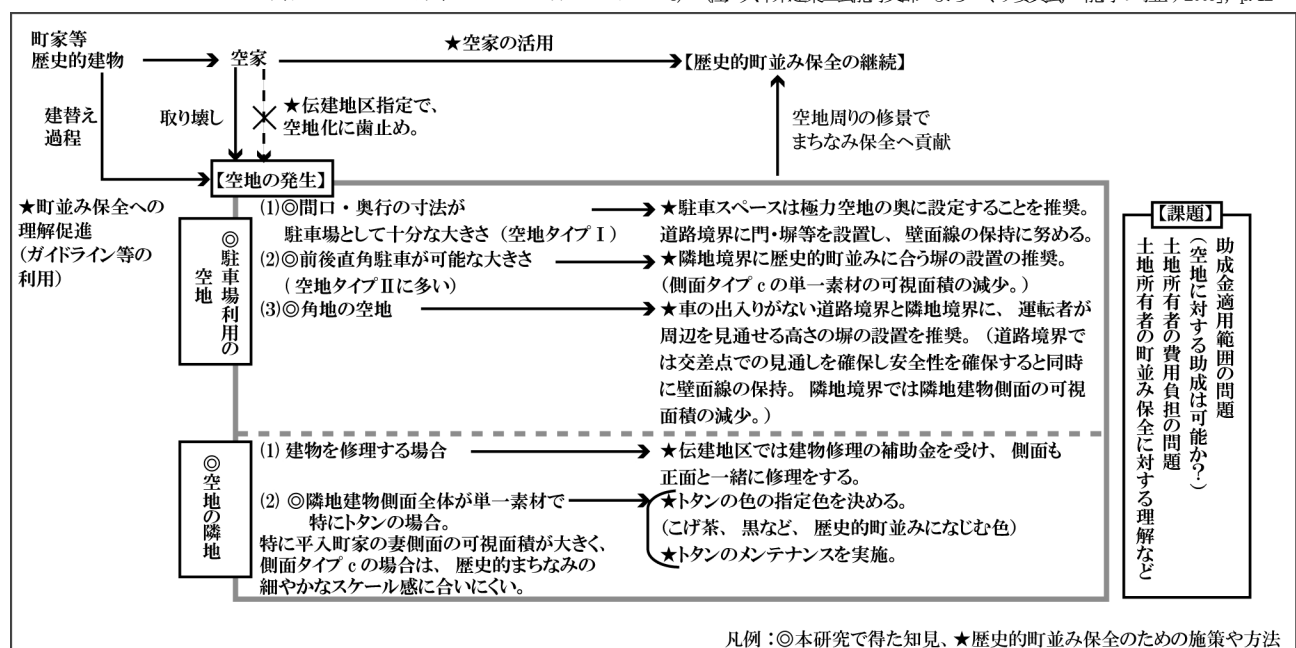 町家等
歴史的建物
空家
★空家の活用
【歴史的町並み保全の継続】
建替え
過程
取り壊し
★伝建地区指定で、
空地化に歯止め。
空地周りの修景で
まちなみ保全へ貢献
【空地の発生】
★町並み保全への
理解促進
(ガイドライン等の
利用)
◎駐車場利用の
空地
(1)◎間口・奥行の寸法が
駐車場として十分な大きさ（空地タイプⅠ）
★駐車スペースは極力空地の奥に設定することを推奨。
道路境界に門・塀等を設置し、壁面線の保持に努める。
(2)◎前後直角駐車が可能な大きさ
(空地タイプⅡに多い)
★隣地境界に歴史的町並みに合う塀の設置の推奨。
(側面タイプcの単一素材の可視面積の減少。)
(3)◎角地の空地
★車の出入りがない道路境界と隣地境界に、運転者が
周辺を見通せる高さの塀の設置を推奨。（道路境界で
は交差点での見通しを確保し安全性を確保すると同時
に壁面線の保持。隣地境界では隣地建物側面の可視
面積の減少。）
◎空地の隣地
(1) 建物を修理する場合
★伝建地区では建物修理の補助金を受け、側面も
正面と一緒に修理をする。
(2) ◎隣地建物側面全体が単一素材で
特にトタンの場合。
特に平入町家の妻側面の可視面積が大きく、
側面タイプcの場合は、歴史的まちなみの
細やかなスケール感に合いにくい。
★トタンの色の指定色を決める。
(こげ茶、黒など、歴史的町並みになじむ色)
★トタンのメンテナンスを実施。
【課題】
助成金適用範囲の問題
(空地に対する助成は可能か？)
土地所有者の費用負担の問題
土地所有者の町並み保全に対する理解など
凡例：◎本研究で得た知見、★歴史的町並み保全のための施策や方法